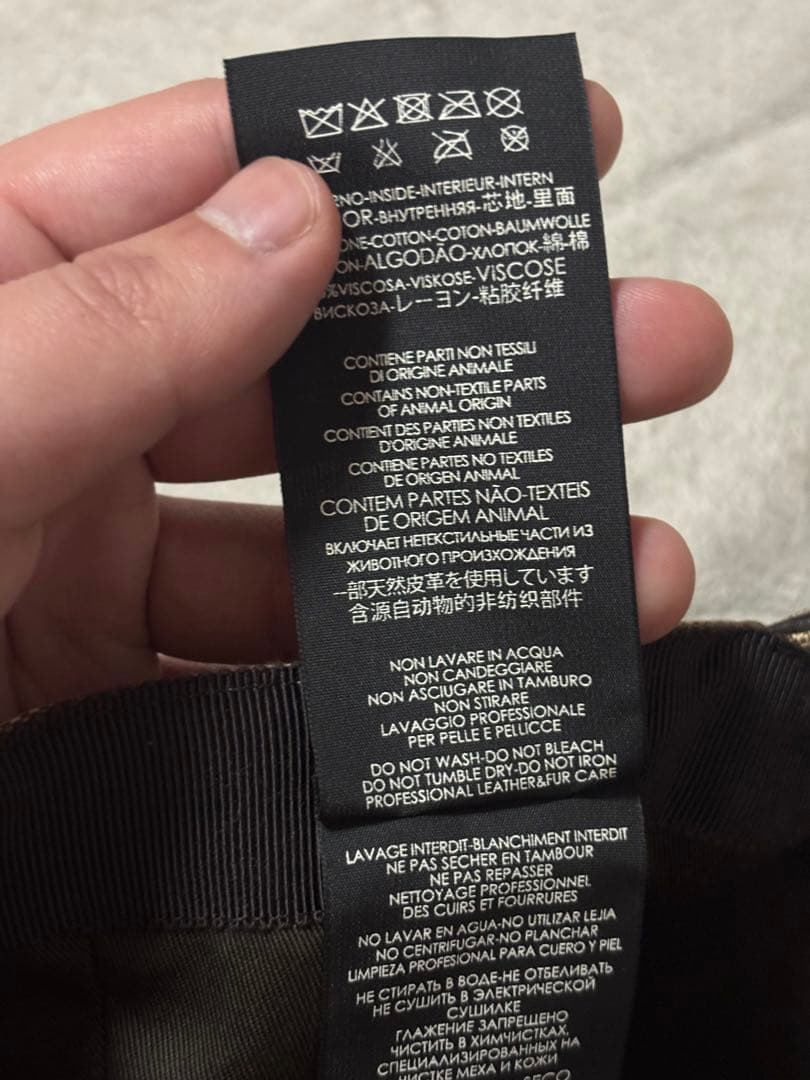 -INSIDE-INTERIEUR-INTERN
-ВНУТРЕННЯЯ-芯地-里面
-COTTON-COTON-BAUMWOLLE
-ALGODÃO-ХЛОПОК-綿-棉
VISCOSA-VISKOSE-VISCOSE
ВИСКОЗА-レーヨン-粘胶纤维
CONTIENE PARTI NON TESSILI
DI ORIGINE ANIMALE
CONTAINS NON-TEXTILE PARTS
OF ANIMAL ORIGIN
CONTIENT DES PARTIES NON TEXTILES
D'ORIGINE ANIMALE
CONTIENE PARTES NO TEXTILES
DE ORIGEN ANIMAL
CONTEM PARTES NÃO-TEXTEIS
DE ORIGEM ANIMAL
ВКЛЮЧАЕТ НЕТЕКСТИЛЬНЫЕ ЧАСТИ ИЗ
ЖИВОТНОГО ПРОИЗХОЖДЕНИЯ
一部天然皮革を使用しています
含源自动物的非纺织部件
NON LAVARE IN ACQUA
NON CANDEGGIARE
NON ASCIUGARE IN TAMBURO
NON STIRARE
LAVAGGIO PROFESSIONALE
PER PELLE E PELLICCE
DO NOT WASH-DO NOT BLEACH
DO NOT TUMBLE DRY-DO NOT IRON
PROFESSIONAL LEATHER&FUR CARE
LAVAGE INTERDIT-BLANCHIMENT INTERDIT
NE PAS SECHER EN TAMBOUR
NE PAS REPASSER
NETTOYAGE PROFESSIONNEL
DES CUIRS ET FOURRURES
NO LAVAR EN AGUA-NO UTILIZAR LEJIA
NO CENTRIFUGAR-NO PLANCHAR
LIMPIEZA PROFESIONAL PARA CUERO Y PIEL
НЕ СТИРАТЬ В ВОДЕ-НЕ ОТБЕЛИВАТЬ
НЕ СУШИТЬ В ЭЛЕКТРИЧЕСКОЙ
СУШИЛКЕ
ГЛАЖЕНИЕ ЗАПРЕЩЕНО
ЧИСТИТЬ В ХИМЧИСТКАХ,
СПЕЦИАЛИЗИРОВАННЫХ НА
ЧИСТКЕ МЕХА И КОЖИ